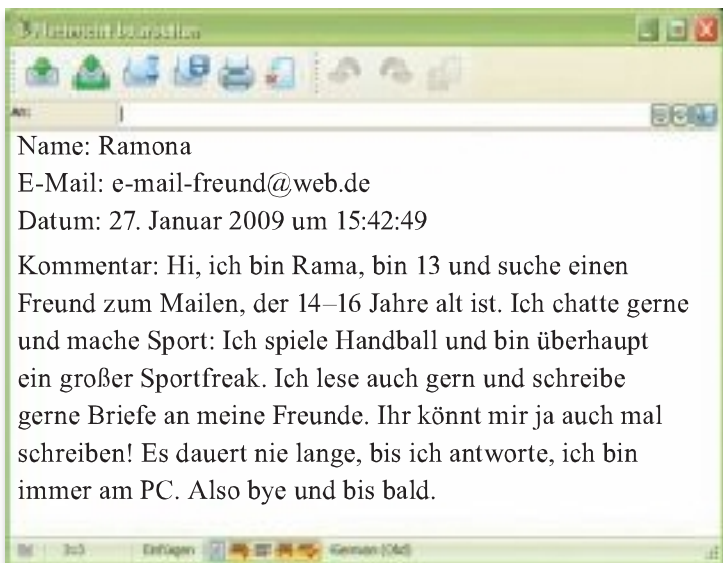 An:
Name: Ramona
E-Mail: e-mail-freund@web.de
Datum: 27. Januar 2009 um 15:42:49
Kommentar: Hi, ich bin Rama, bin 13 und suche einen
Freund zum Mailen, der 14–16 Jahre alt ist. Ich chatte gerne
und mache Sport: Ich spiele Handball und bin überhaupt
ein großer Sportfreak. Ich lese auch gern und schreibe
gerne Briefe an meine Freunde. Ihr könnt mir ja auch mal
schreiben! Es dauert nie lange, bis ich antworte, ich bin
immer am PC. Also bye und bis bald.
Einfügen German (Old)